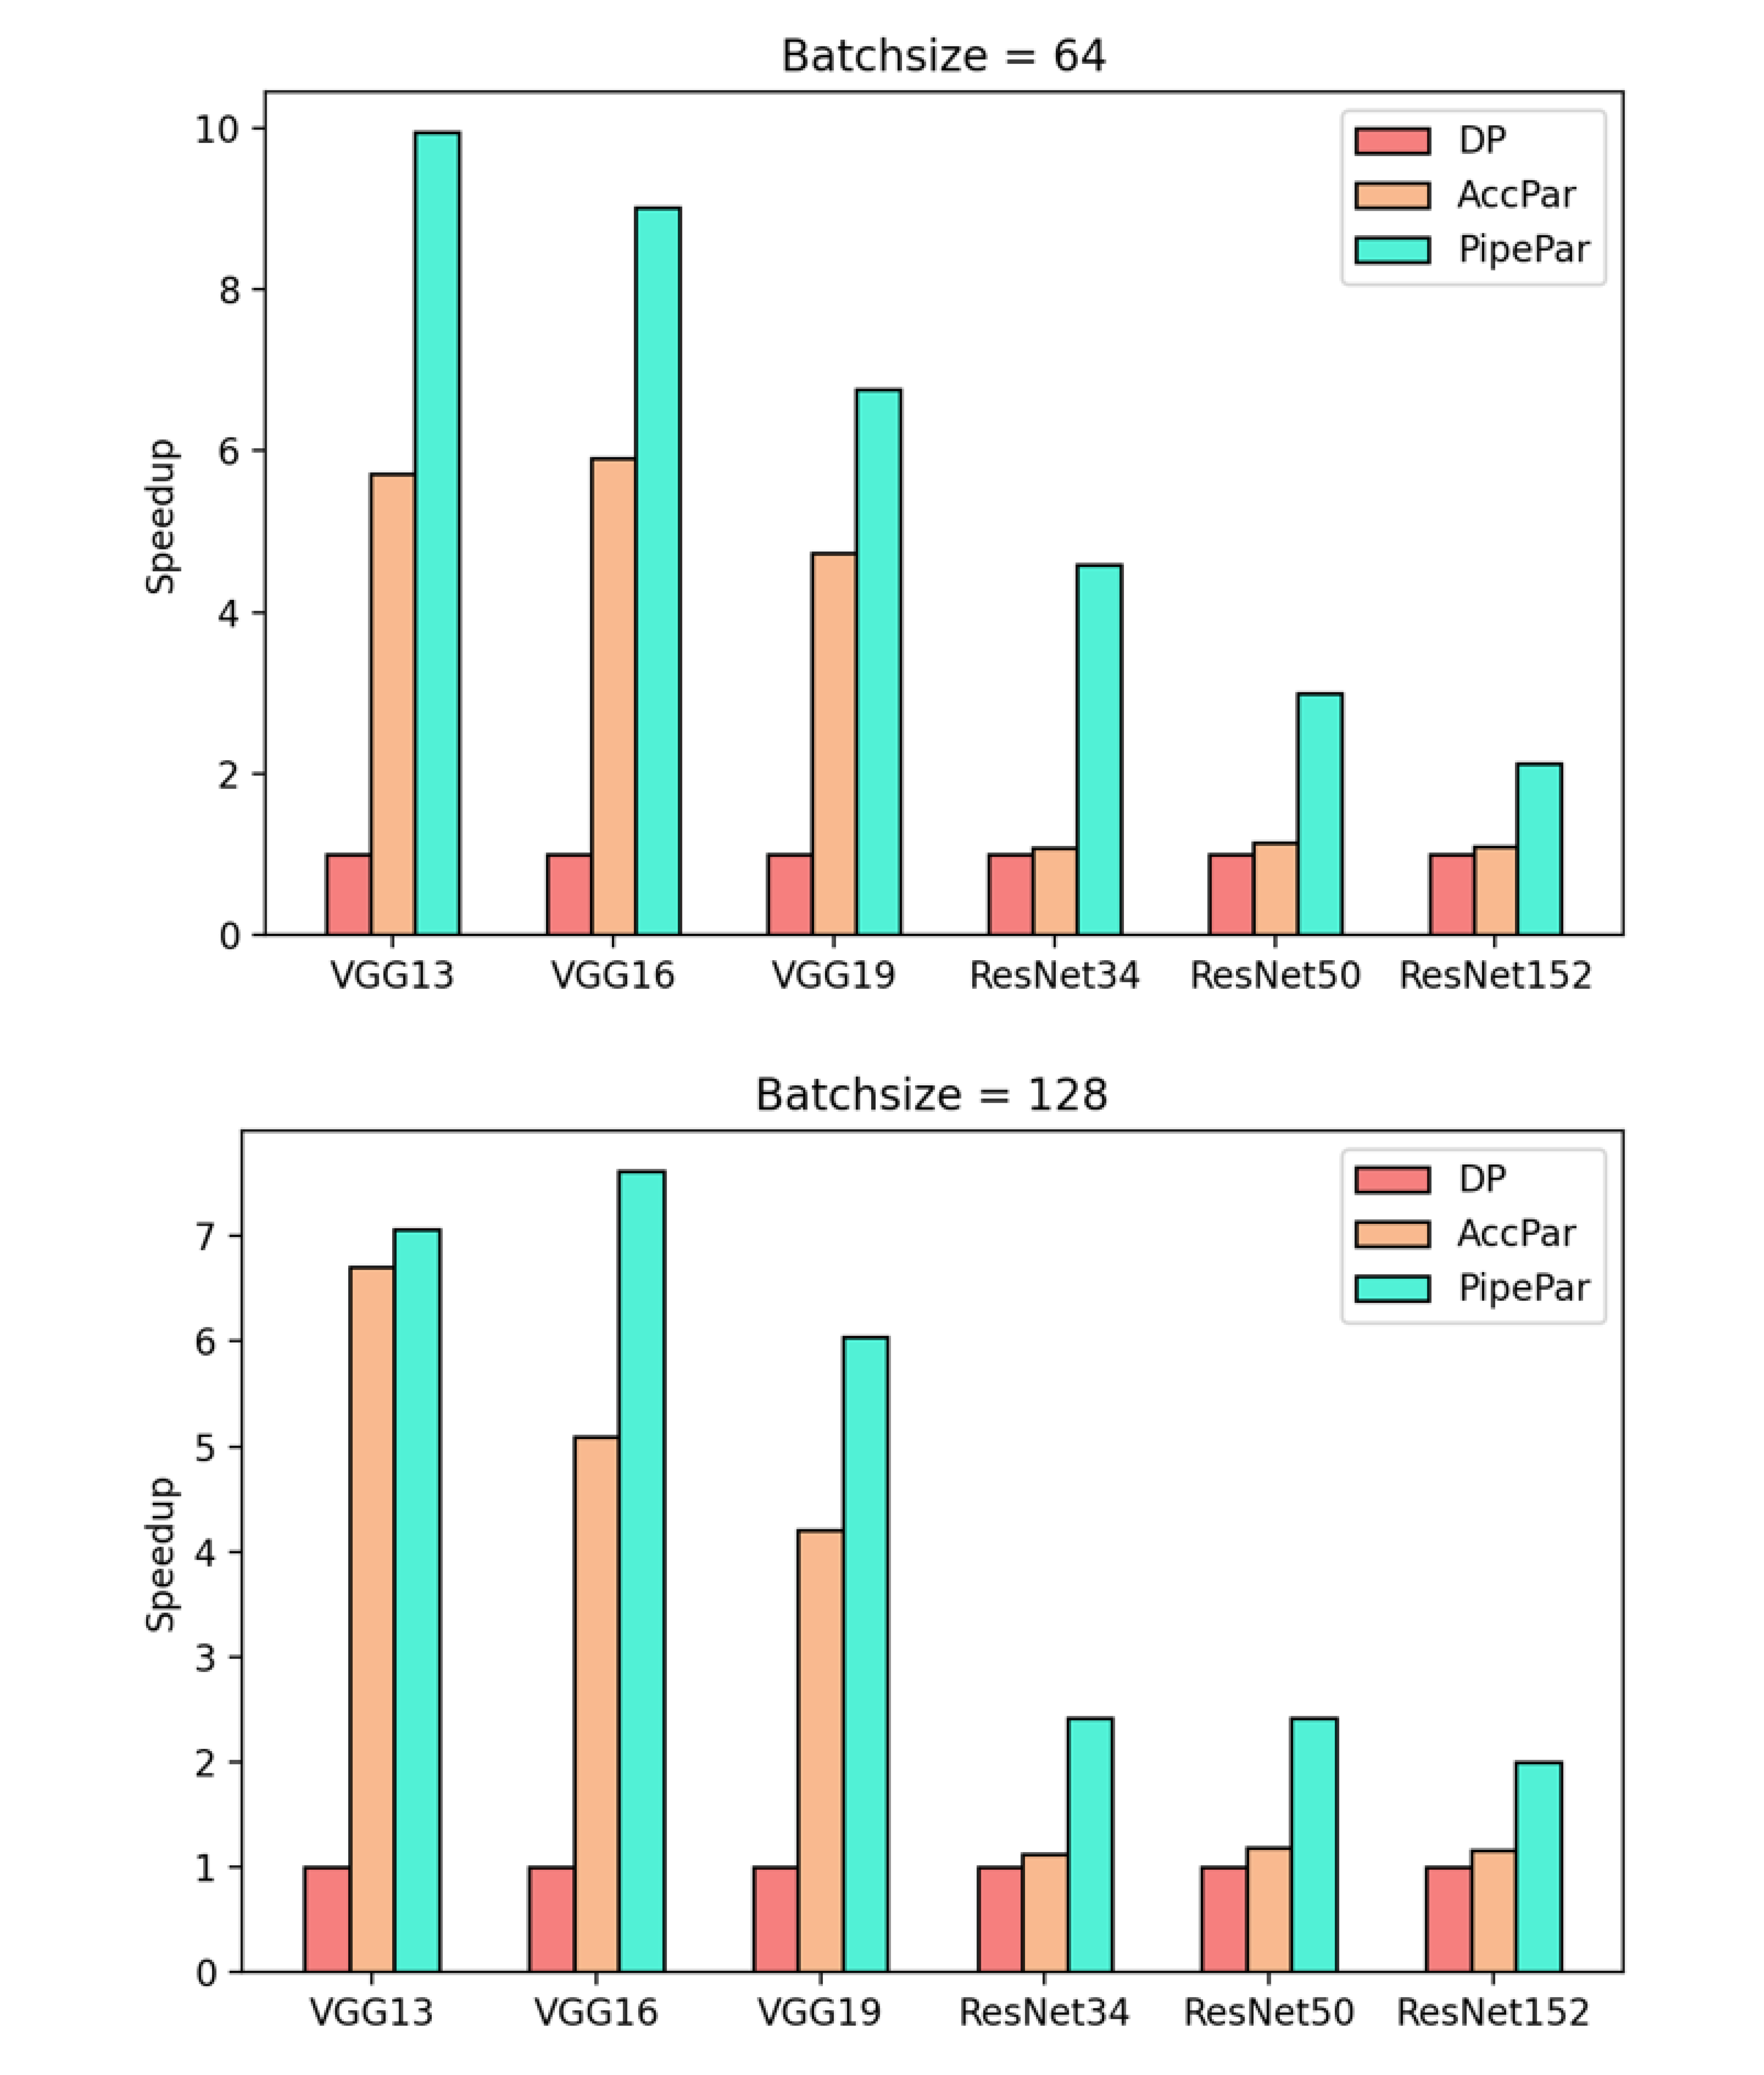 Batchsize = 64
10
8
6
4
2
0
Speedup
DP
AccPar
PipePar
VGG13 VGG16 VGG19 ResNet34 ResNet50 ResNet152
Batchsize = 128
7
6
5
4
3
2
1
0
Speedup
DP
AccPar
PipePar
VGG13 VGG16 VGG19 ResNet34 ResNet50 ResNet152